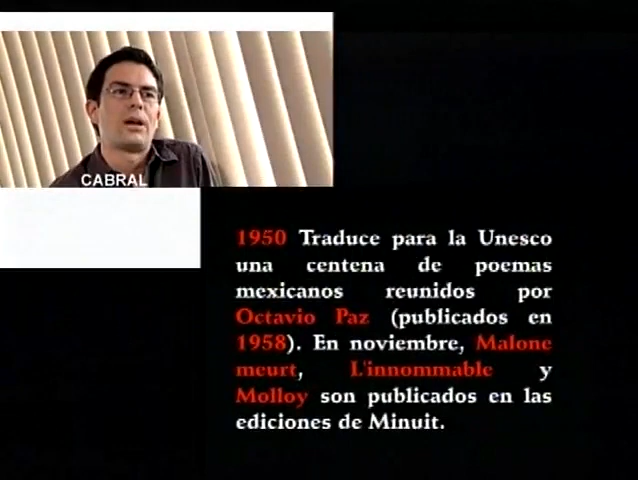 CABRAL
1950 Traduce para la Unesco
una centena de poemas
mexicanos reunidos por
Octavio Paz (publicados en
1958). En noviembre, Malone
meurt, L'innommable y
Molloy son publicados en las
ediciones de Minuit.